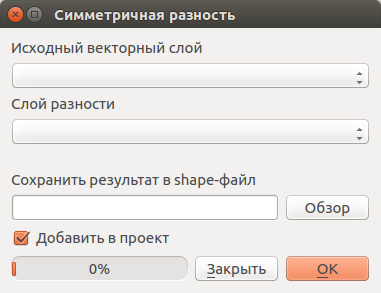 Симметричная разность
Исходный векторный слой
Слой разности
Сохранить результат в shape-файл
Обзор
Добавить в проект
0% Закрыть OK